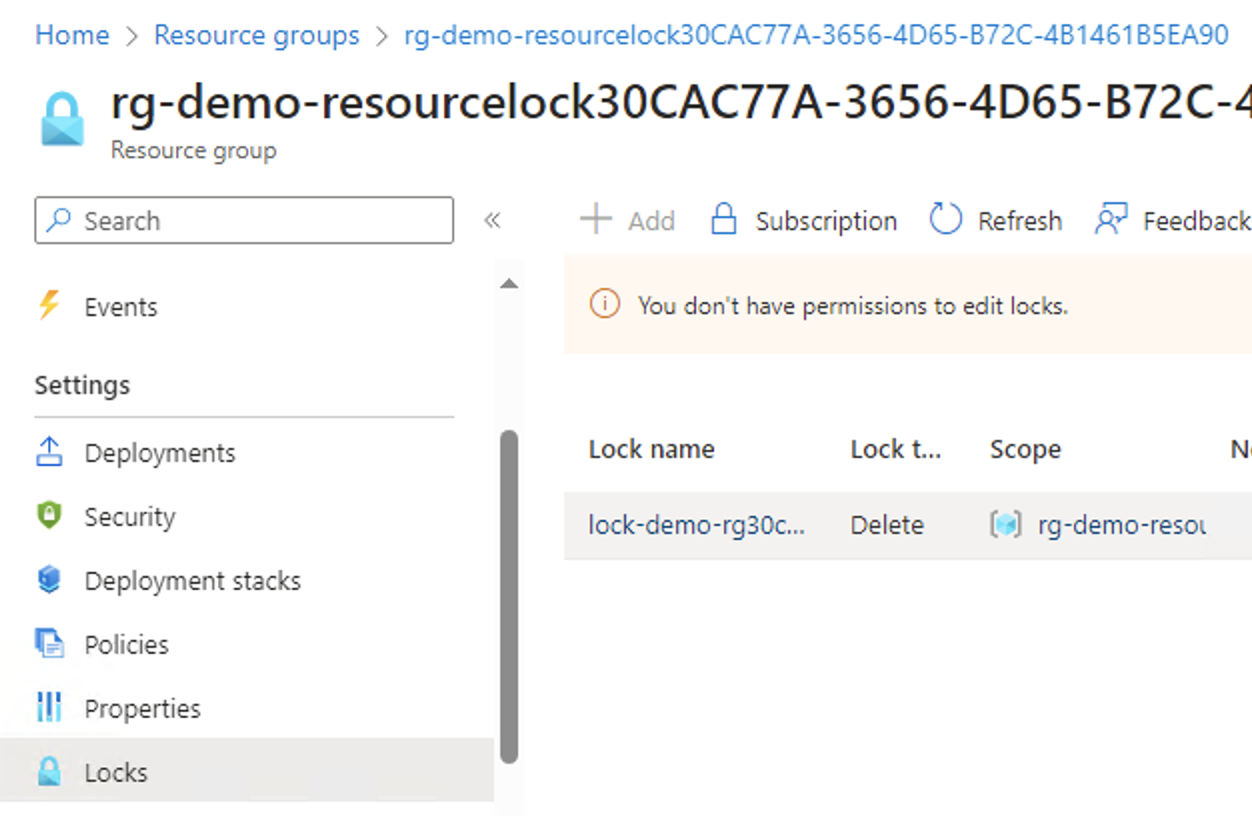 Home > Resource groups > rg-demo-resourcelock30CAC77A-3656-4D65-B72C-4B1461B5EA90
rg-demo-resourcelock30CAC77A-3656-4D65-B72C-4
Resource group
Search
«
Add Subscription Refresh Feedback
You don't have permissions to edit locks.
Events
Settings
Deployments
Security
Deployment stacks
Policies
Properties
Locks
Lock name Lock t... Scope
lock-demo-rg30c... Delete rg-demo-resou